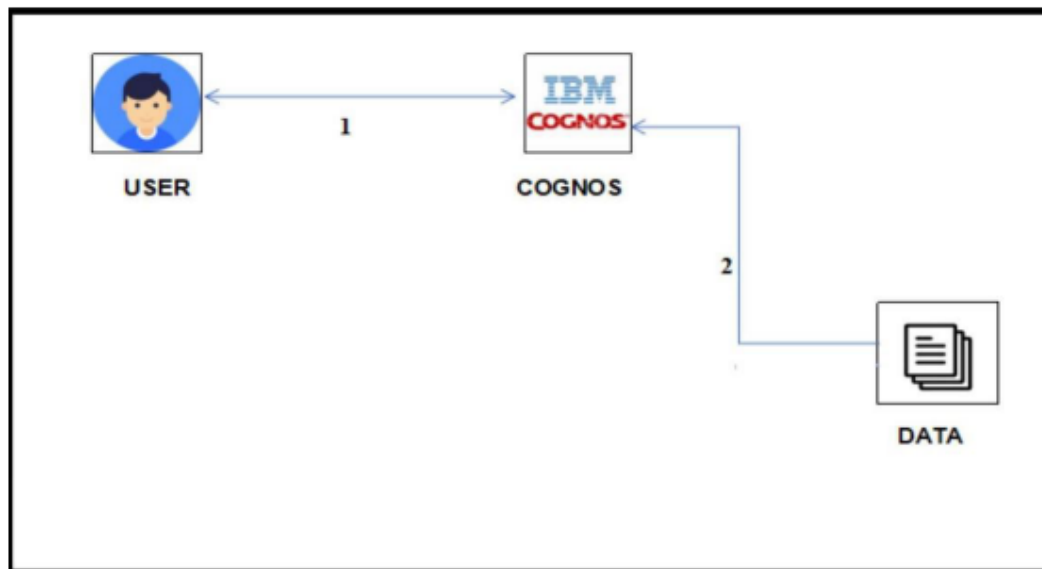 IBM
COGNOS
1
USER
COGNOS
2
DATA